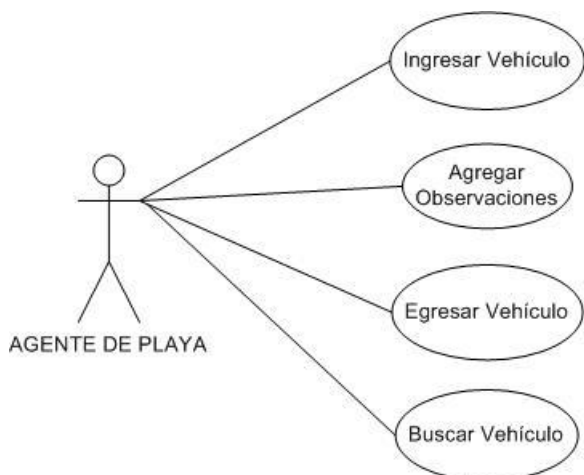 Ingresar Vehículo
Agregar
Observaciones
Egresar Vehículo
AGENTE DE PLAYA
Buscar Vehículo